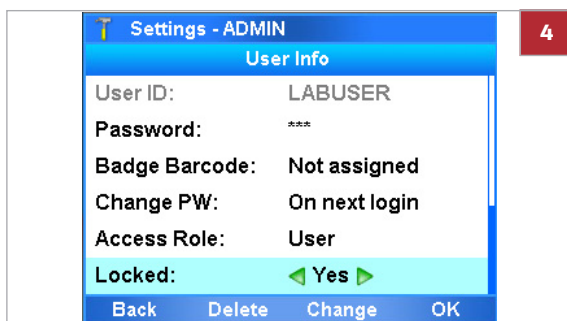 Settings - ADMIN
4
User Info
User ID: LABUSER
Password: ***
Badge Barcode: Not assigned
Change PW: On next login
Access Role: User
Locked: Yes
Back Delete Change OK